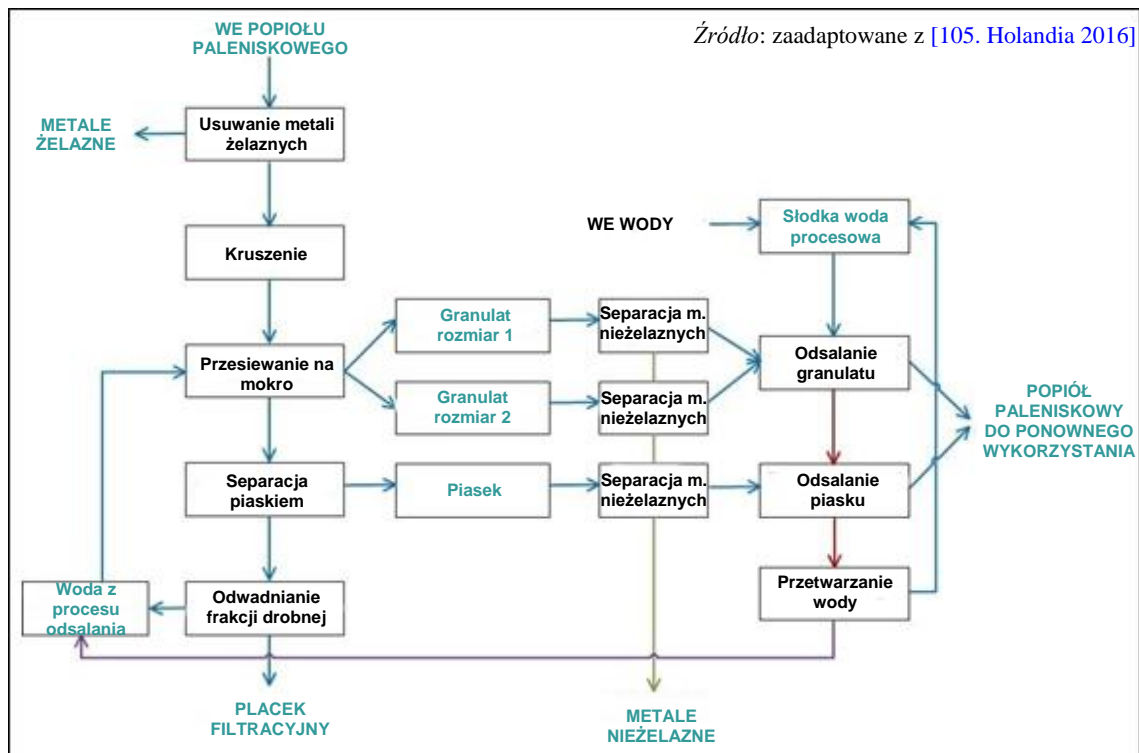 WE POPIOŁU
PALENISKOWEGO
Źródło: zaadaptowane z [105. Holandia 2016]
METALE
ŻELAZNE
Usuwanie metali
żelaznych
Kruszenie
WE WODY
Słodka woda
procesowa
Przesiewanie na
mokro
Granulat
rozmiar 1
Separacja m.
nieżelaznych
Odsalanie
granulatu
Granulat
rozmiar 2
Separacja m.
nieżelaznych
POPIÓŁ
PALENISKOWY
DO PONOWNEGO
WYKORZYSTANIA
Separacja
piaskiem
Piasek
Separacja m.
nieżelaznych
Odsalanie
piasku
Woda z
procesu
odsalania
Odwadnianie
frakcji drobnej
Przetwarzanie
wody
PLACEK
FILTRACYJNY
METALE
NIEŻELAZNE